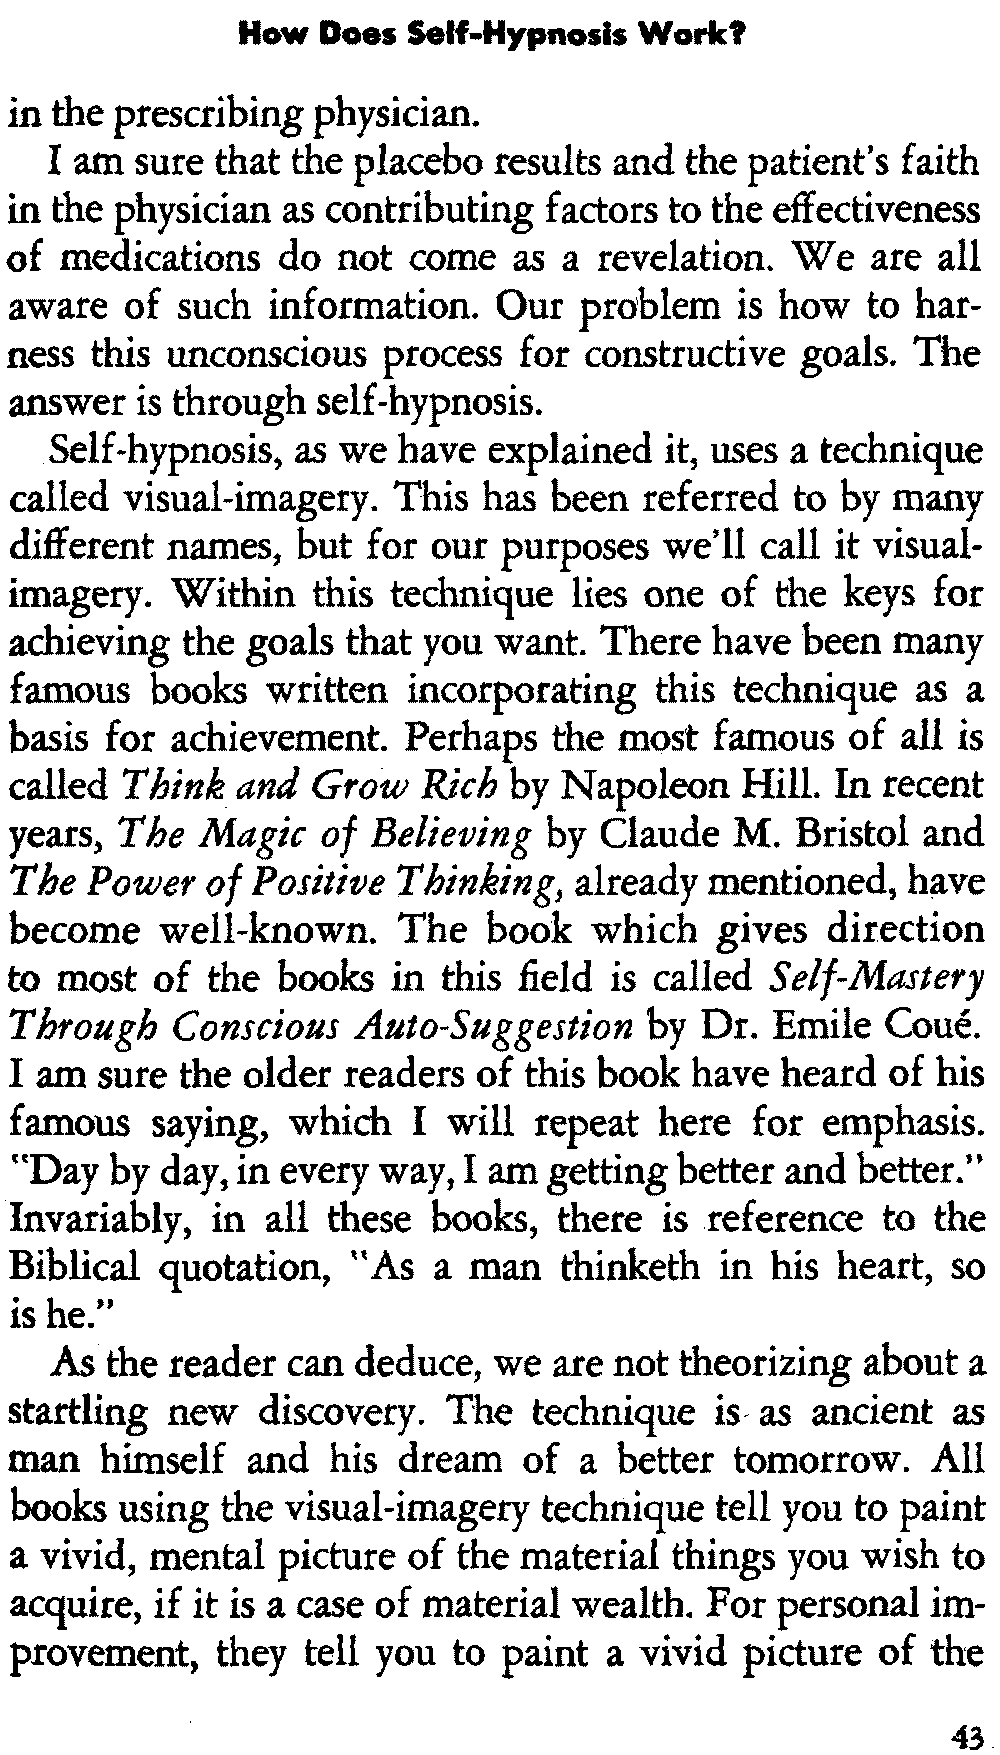 How Does Self-Hypnosis Work?
in the prescribing physician.
I am sure that the placebo results and the patient's faith
in the physician as contributing factors to the effectiveness
of medications do not come as a revelation. We are all
aware of such information. Our problem is how to har-
ness this unconscious process for constructive goals. The
answer is through self-hypnosis.
Self-hypnosis, as we have explained it, uses a technique
called visual-imagery. This has been referred to by many
different names, but for our purposes we'll call it visual-
imagery. Within this technique lies one of the keys for
achieving the goals that you want. There have been many
famous books written incorporating this technique as a
basis for achievement. Perhaps the most famous of all is
called Think and Grow Rich by Napoleon Hill. In recent
years, The Magic of Believing by Claude M. Bristol and
The Power of Positive Thinking, already mentioned, have
become well-known. The book which gives direction
to most of the books in this field is called Self-Mastery
Through Conscious Auto-Suggestion by Dr. Emile Coué.
I am sure the older readers of this book have heard of his
famous saying, which I will repeat here for emphasis.
"Day by day, in every way, I am getting better and better."
Invariably, in all these books, there is reference to the
Biblical quotation, "As a man thinketh in his heart, so
is he."
As the reader can deduce, we are not theorizing about a
startling new discovery. The technique is as ancient as
man himself and his dream of a better tomorrow. All
books using the visual-imagery technique tell you to paint
a vivid, mental picture of the material things you wish to
acquire, if it is a case of material wealth. For personal im-
provement, they tell you to paint a vivid picture of the
43